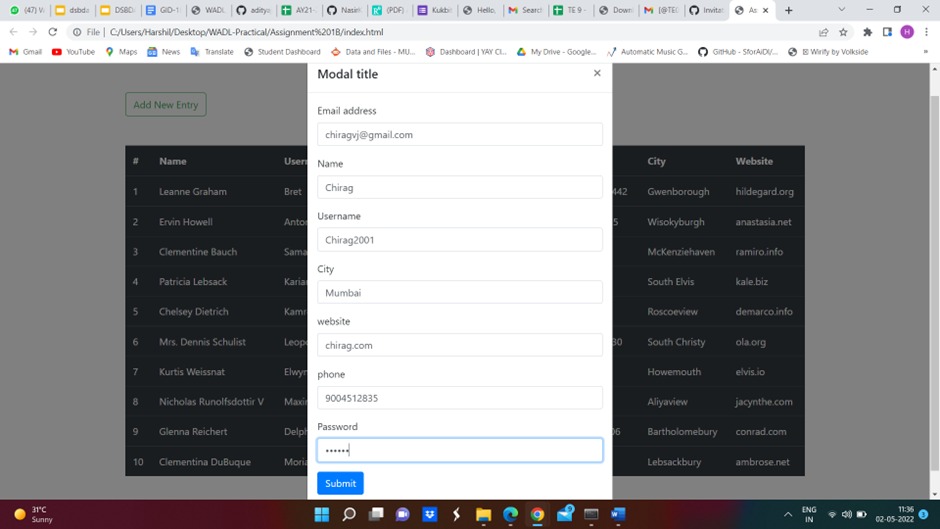 (47) V dsbda DSBD GID-1 WADL adityo AY21- Nasiri (PDF) Kukbit Hello, Searc TE 9 - Down [@TEC Invita As
File | C:/Users/Harshil/Desktop/WADL-Practical/Assignment%201B/index.html H
Gmail YouTube Maps News Translate Student Dashboard Data and Files - MU... Dashboard | YAY Cl... My Drive - Google... Automatic Music G... GitHub - SforAiDl/... Wirify by Volkside »
Modal title ×
Add New Entry
Email address
chiragvj@gmail.com
Name
Chirag
Username
Chirag2001
City
Mumbai
website
chirag.com
phone
9004512835
Password
••••••
Submit
# Name Usern City Website
1 Leanne Graham Bret 442 Gwenborough hildegard.org
2 Ervin Howell Anton 5 Wisokyburgh anastasia.net
3 Clementine Bauch Sama McKenziehaven ramiro.info
4 Patricia Lebsack Karian South Elvis kale.biz
5 Chelsey Dietrich Kamr Roscoeview demarco.info
6 Mrs. Dennis Schulist Leopo 30 South Christy ola.org
7 Kurtis Weissnat Elwyn Howemouth elvis.io
8 Nicholas Runolfsdottir V Maxi Aliyaview jacynthe.com
9 Glenna Reichert Delph 06 Bartholomebury conrad.com
10 Clementina DuBuque Moria Lebsackbury ambrose.net
31°C
Sunny
ENG
IN
11:36
02-05-2022